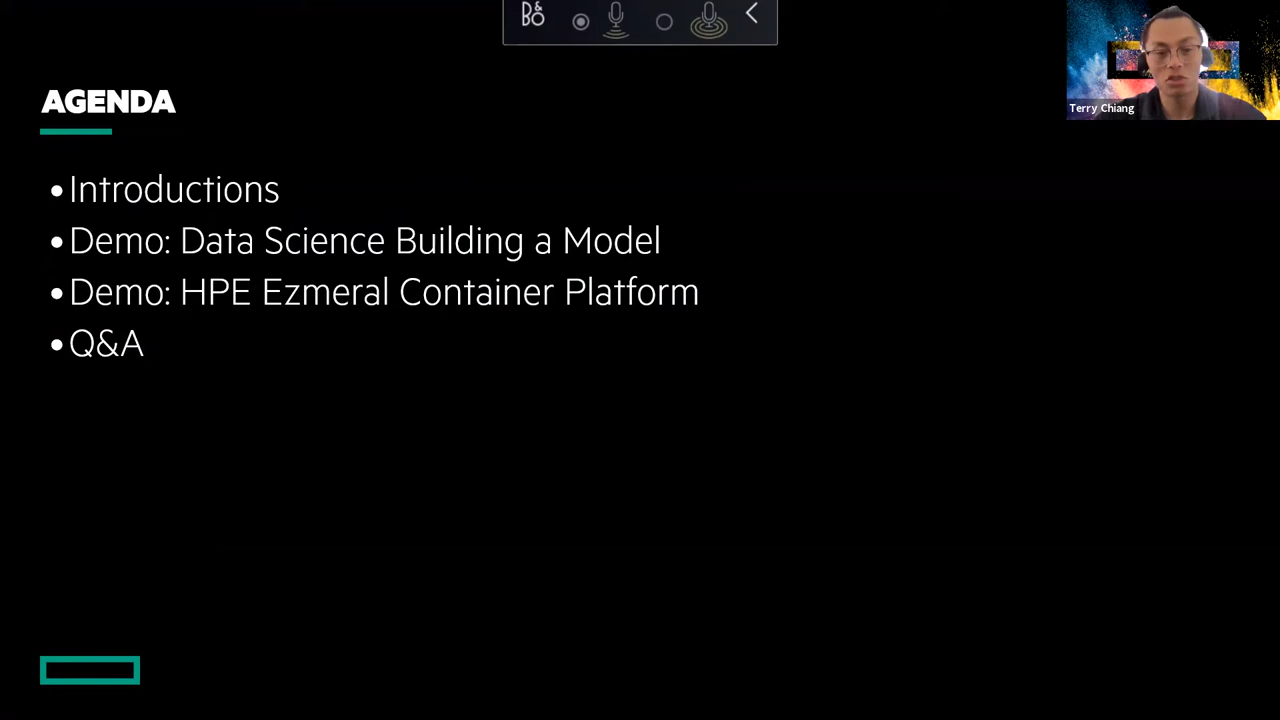 B&O
AGENDA
Terry Chiang
•Introductions
•Demo: Data Science Building a Model
•Demo: HPE Ezmeral Container Platform
•Q&A